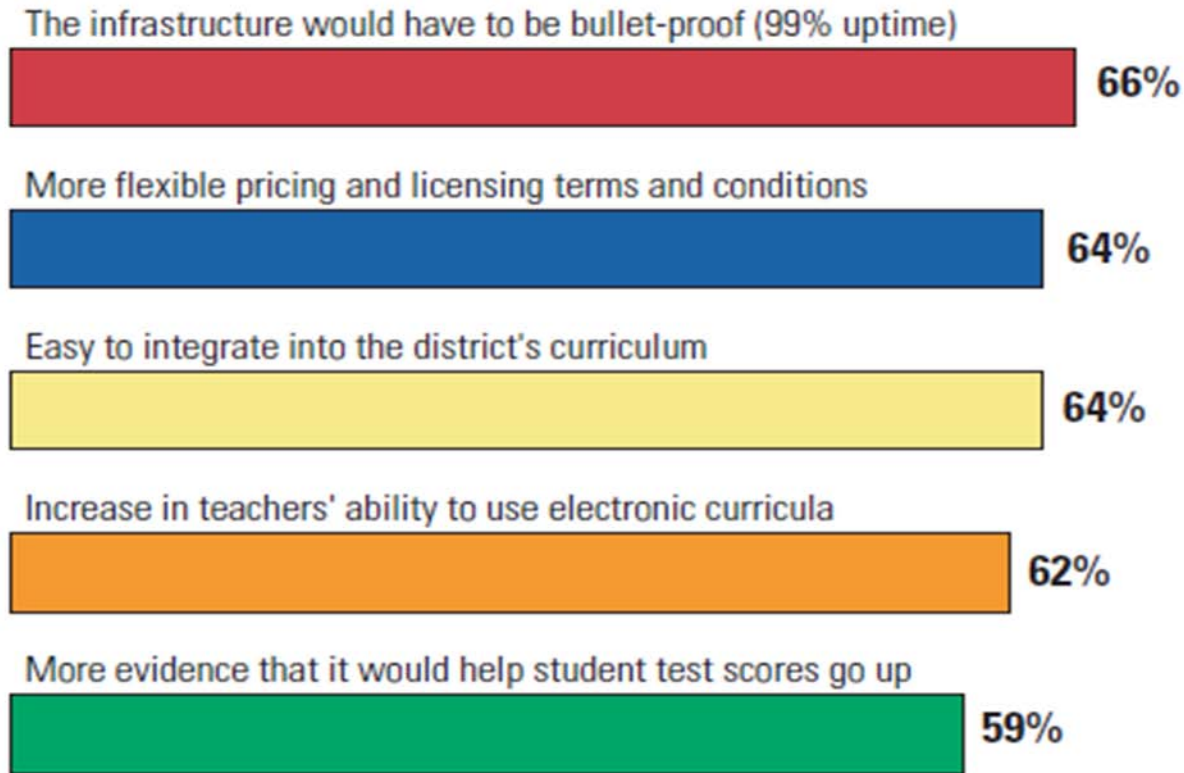 The infrastructure would have to be bullet-proof (99% uptime)
66%
More flexible pricing and licensing terms and conditions
64%
Easy to integrate into the district's curriculum
64%
Increase in teachers' ability to use electronic curricula
62%
More evidence that it would help student test scores go up
59%